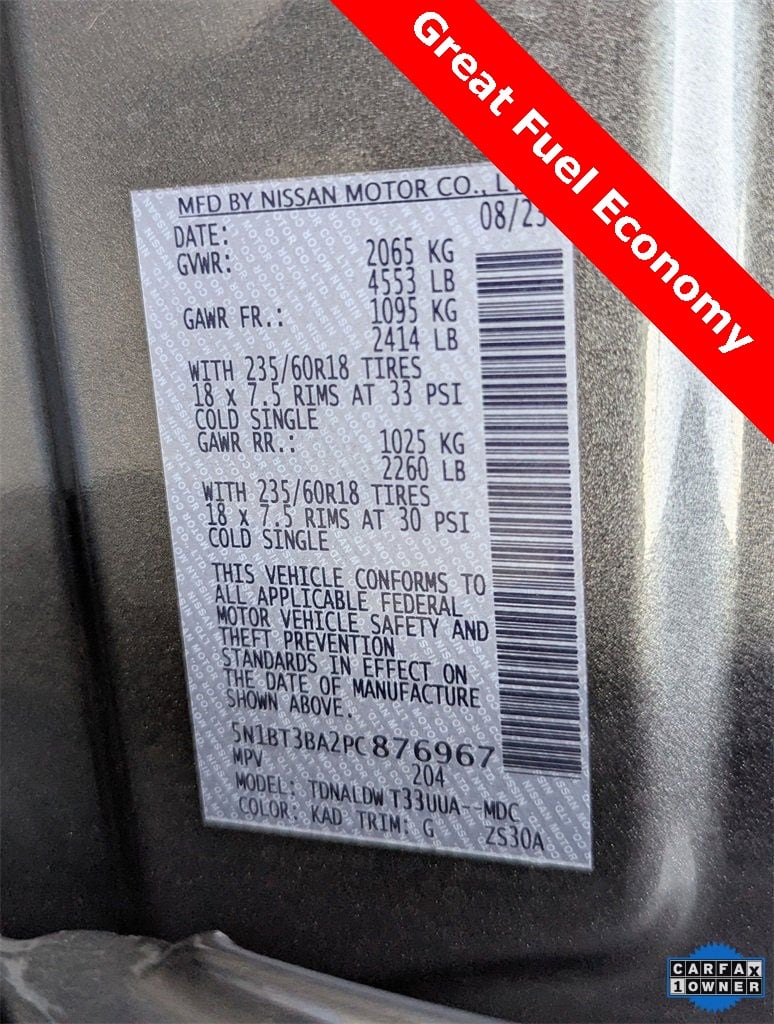 Great Fuel Economy
MFD BY NISSAN MOTOR CO.,
DATE: 08/23
GVWR: 2065 KG
4553 LB
GAWR FR.: 1095 KG
2414 LB
WITH 235/60R18 TIRES
18 x 7.5 RIMS AT 33 PSI
COLD SINGLE
GAWR RR.: 1025 KG
2260 LB
WITH 235/60R18 TIRES
18 x 7.5 RIMS AT 30 PSI
COLD SINGLE
THIS VEHICLE CONFORMS TO
ALL APPLICABLE FEDERAL
MOTOR VEHICLE SAFETY AND
THEFT PREVENTION
STANDARDS IN EFFECT ON
THE DATE OF MANUFACTURE
SHOWN ABOVE.
5N1BT3BA2PC876967
MPV 204
MODEL: TDNALDW T33UUA--MDC
COLOR: KAD TRIM: G ZS30A
CARFAX
1 OWNER